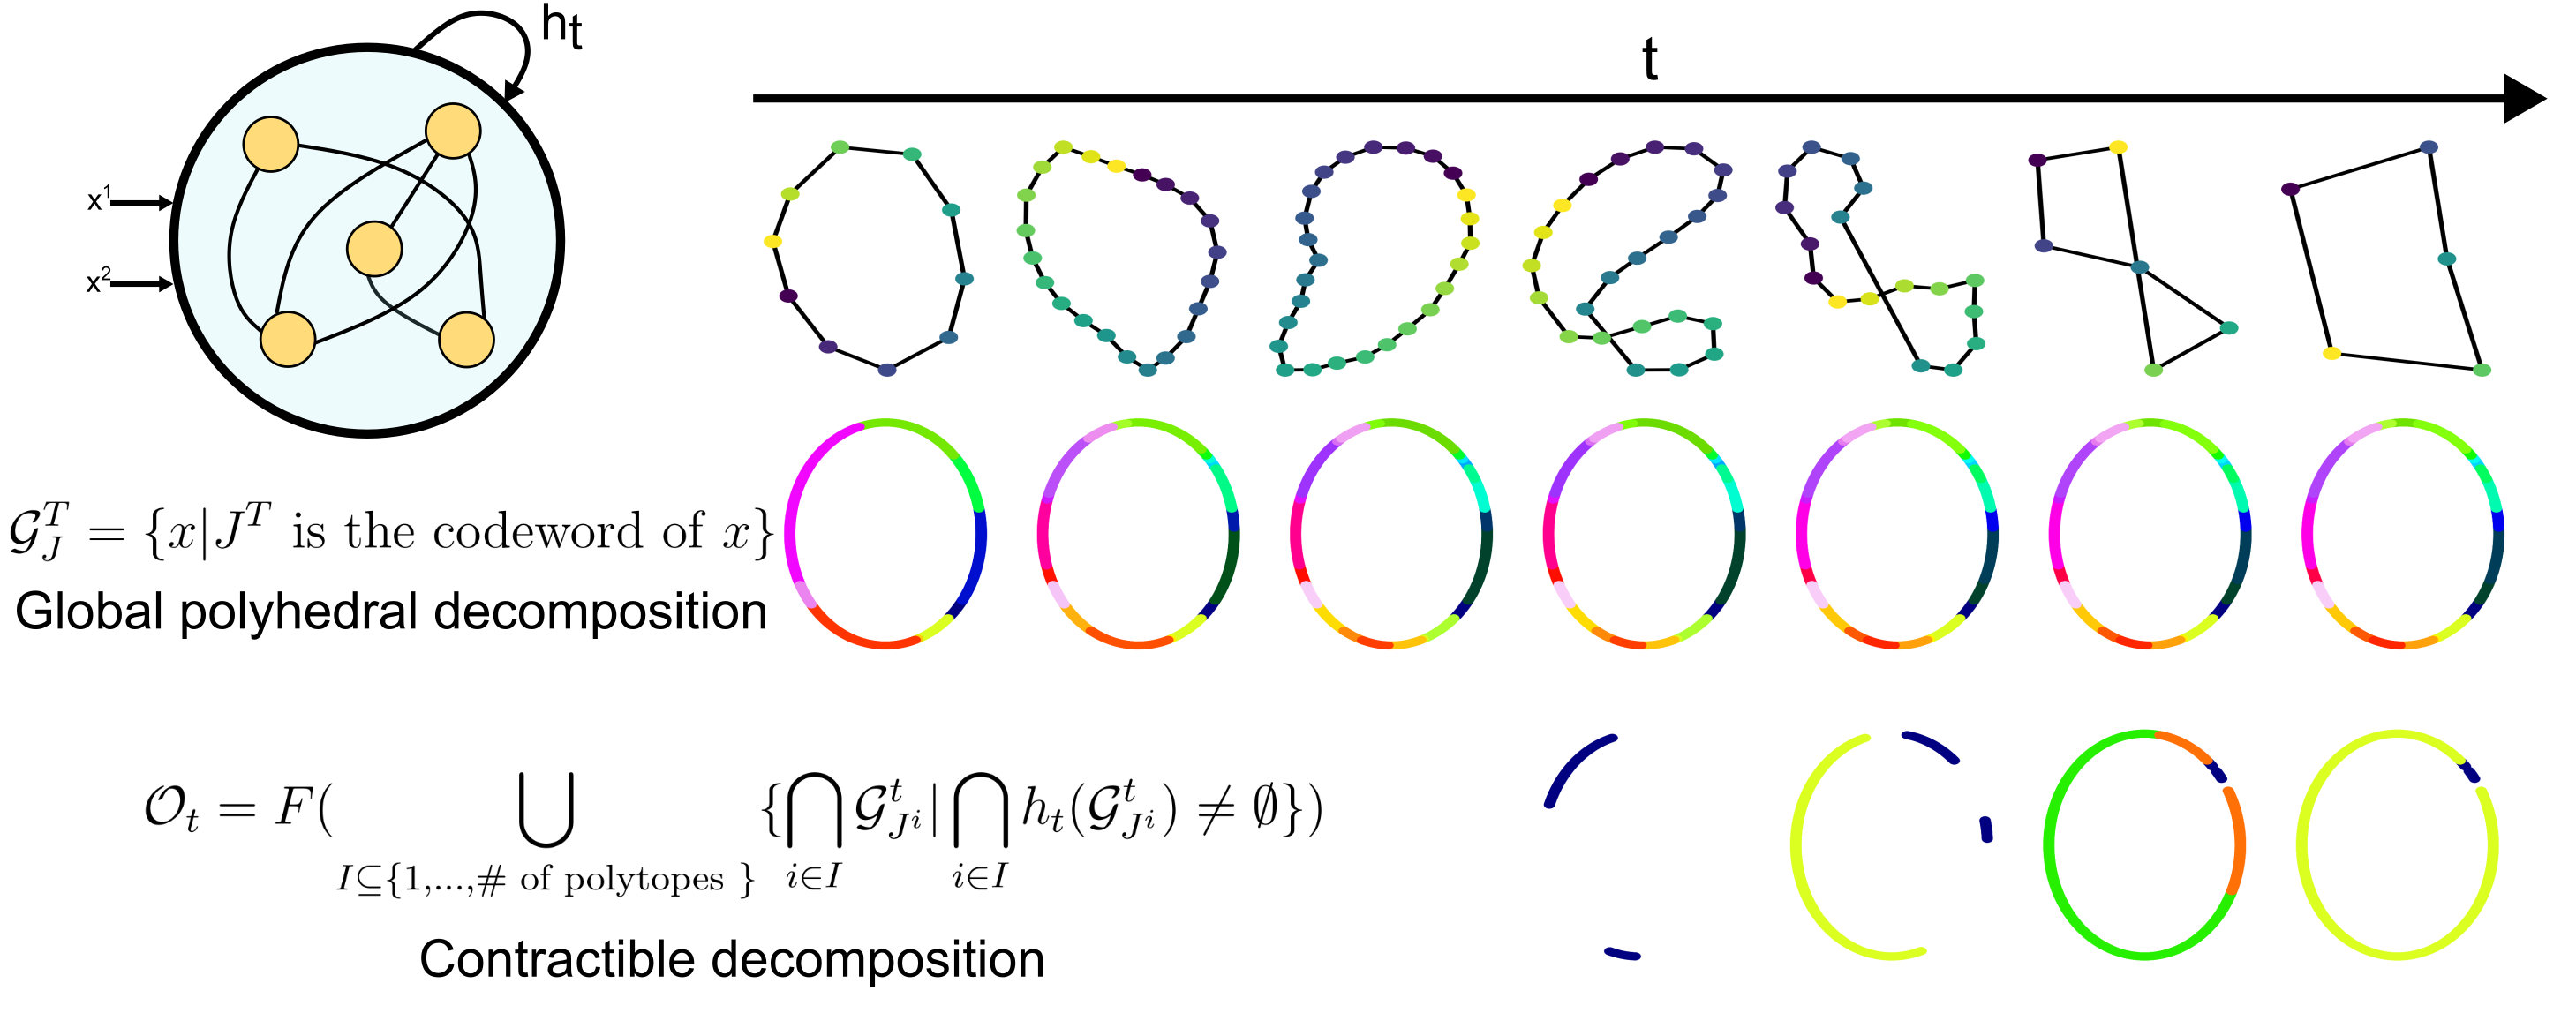 h_t
t
x^1
x^2
𝒢_J^T = {x|J^T is the codeword of x}
Global polyhedral decomposition
𝒪_t = F( ⋃_{I⊆{1,...,# of polytopes }} {⋂_{i∈I} 𝒢_{J^i}^t | ⋂_{i∈I} h_t(𝒢_{J^i}^t) ≠ ∅})
Contractible decomposition